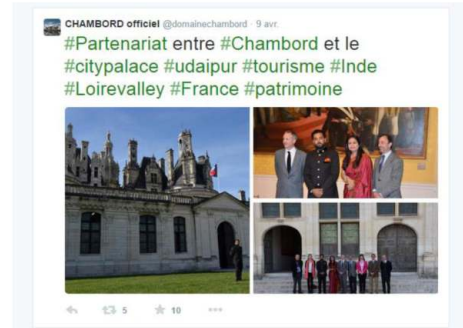 CHAMBORD officiel @domainechambord · 9 avr.
#Partenariat entre #Chambord et le
#citypalace #udaipur #tourisme #Inde
#Loirevalley #France #patrimoine
5 10